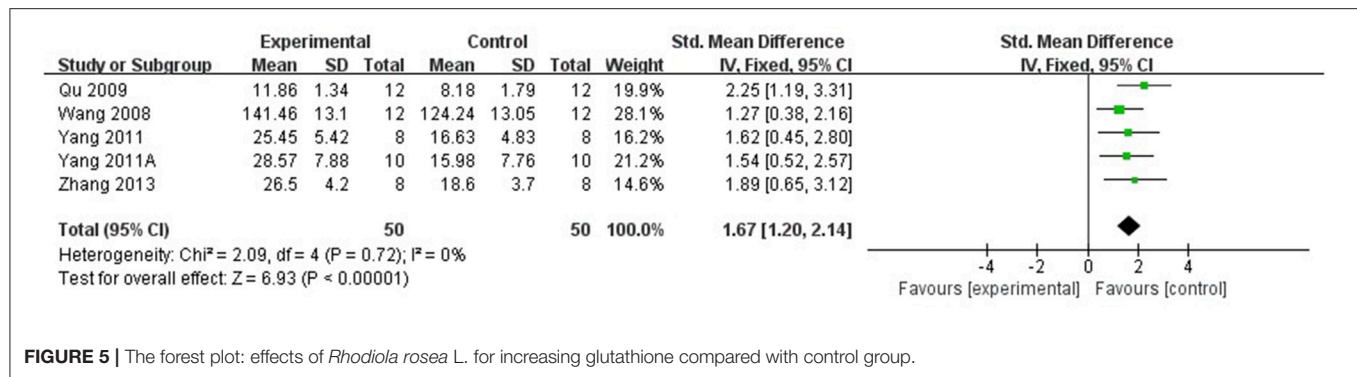 Experimental Control Std. Mean Difference Std. Mean Difference
Study or Subgroup Mean SD Total Mean SD Total Weight IV, Fixed, 95% CI IV, Fixed, 95% CI
Qu 2009 11.86 1.34 12 8.18 1.79 12 19.9% 2.25 [1.19, 3.31]
Wang 2008 141.46 13.1 12 124.24 13.05 12 28.1% 1.27 [0.38, 2.16]
Yang 2011 25.45 5.42 8 16.63 4.83 8 16.2% 1.62 [0.45, 2.80]
Yang 2011A 28.57 7.88 10 15.98 7.76 10 21.2% 1.54 [0.52, 2.57]
Zhang 2013 26.5 4.2 8 18.6 3.7 8 14.6% 1.89 [0.65, 3.12]
Total (95% CI) 50 50 100.0% 1.67 [1.20, 2.14]
Heterogeneity: Chi² = 2.09, df = 4 (P = 0.72); I² = 0%
Test for overall effect: Z = 6.93 (P < 0.00001)
-4 -2 0 2 4
Favours [experimental] Favours [control]
FIGURE 5 | The forest plot: effects of Rhodiola rosea L. for increasing glutathione compared with control group.